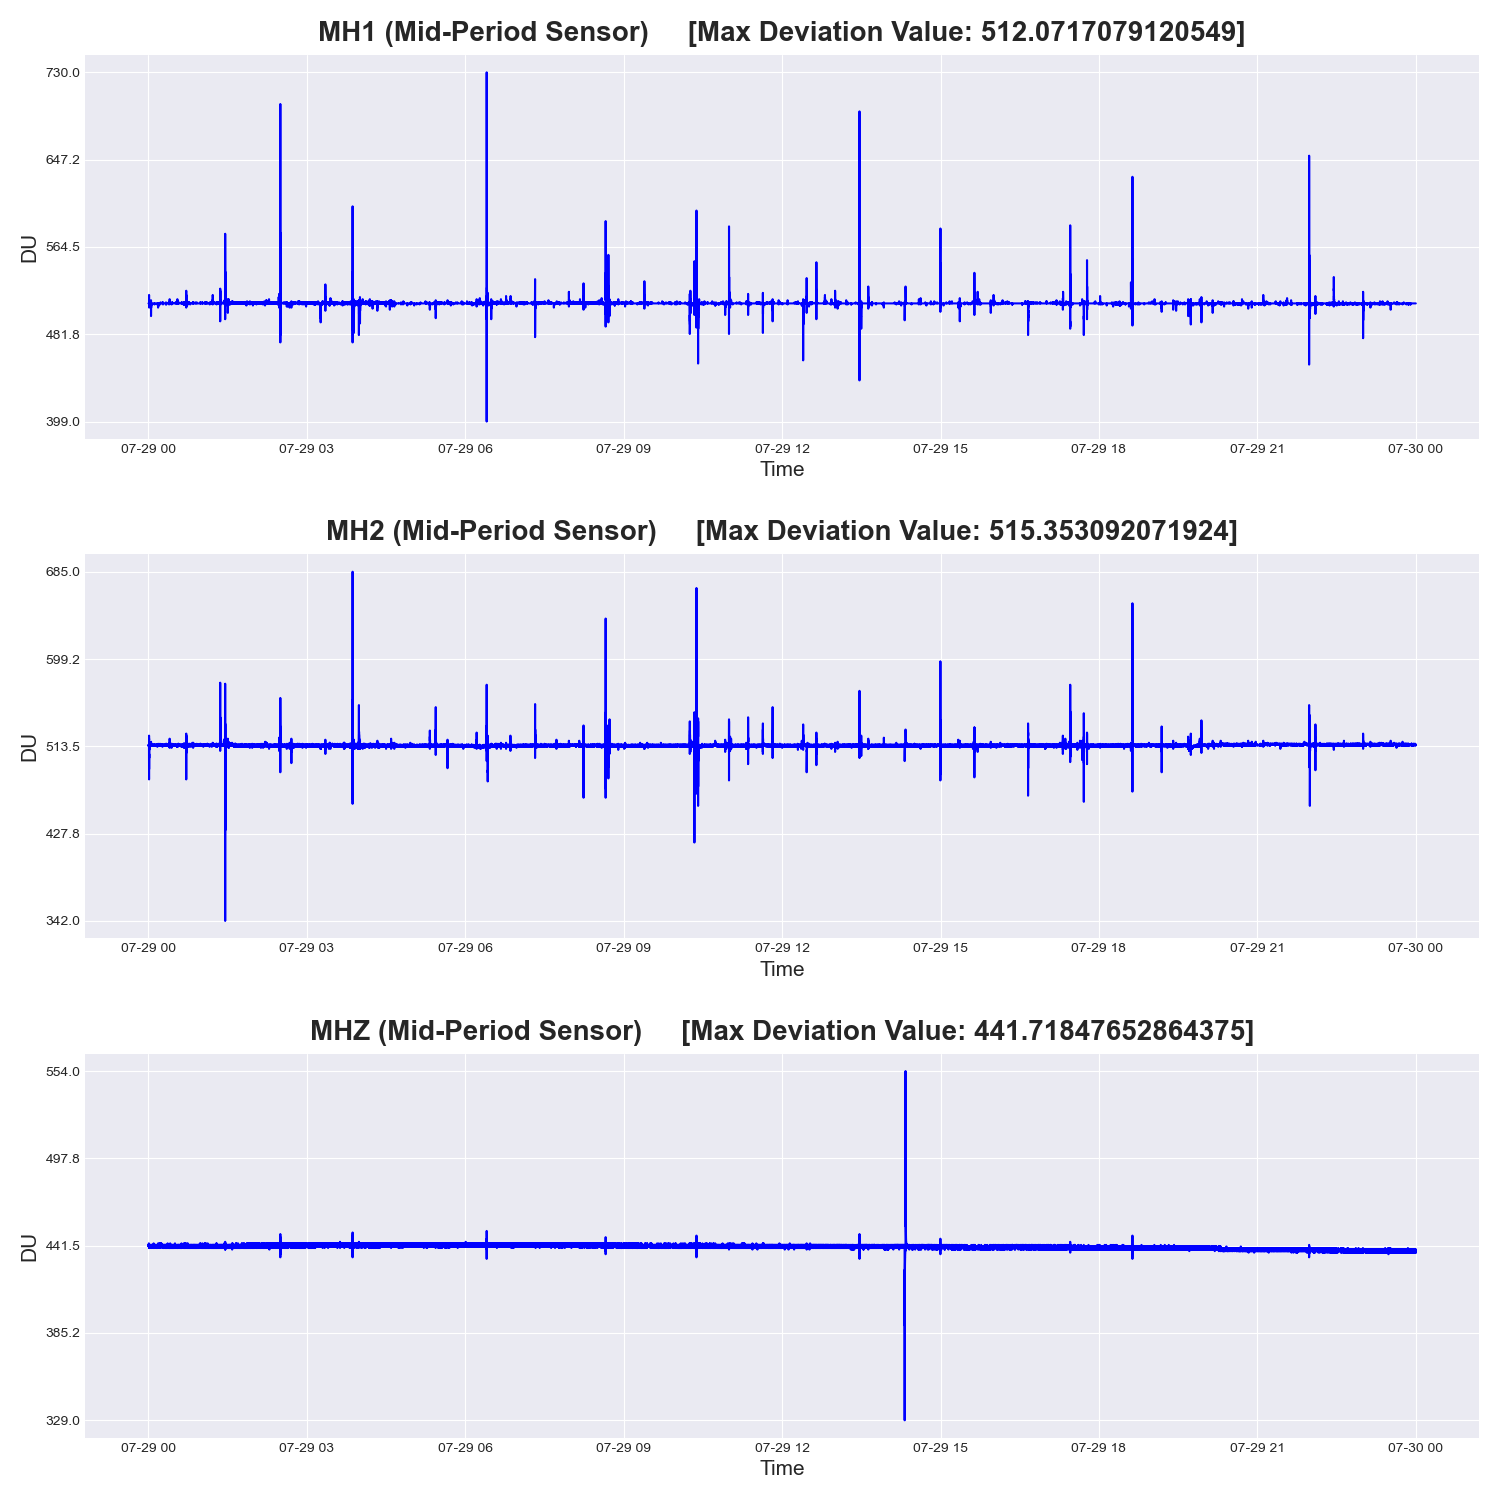 MH1 (Mid-Period Sensor) [Max Deviation Value: 512.0717079120549]
730.0
647.2
564.5
481.8
399.0
DU
07-29 00 07-29 03 07-29 06 07-29 09 07-29 12 07-29 15 07-29 18 07-29 21 07-30 00
Time
MH2 (Mid-Period Sensor) [Max Deviation Value: 515.353092071924]
685.0
599.2
513.5
427.8
342.0
DU
07-29 00 07-29 03 07-29 06 07-29 09 07-29 12 07-29 15 07-29 18 07-29 21 07-30 00
Time
MHZ (Mid-Period Sensor) [Max Deviation Value: 441.71847652864375]
554.0
497.8
441.5
385.2
329.0
DU
07-29 00 07-29 03 07-29 06 07-29 09 07-29 12 07-29 15 07-29 18 07-29 21 07-30 00
Time